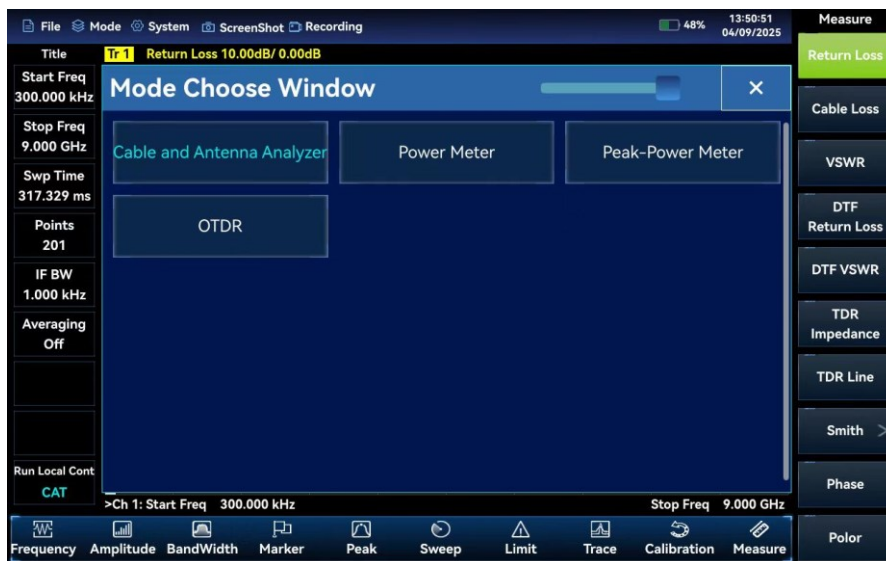 File Mode System ScreenShot Recording 48% 13:50:51 04/09/2025
Title
Tr 1 Return Loss 10.00dB/ 0.00dB
Start Freq
300.000 kHz
Stop Freq
9.000 GHz
Swp Time
317.329 ms
Points
201
IF BW
1.000 kHz
Averaging
Off
Run Local Cont
CAT
Mode Choose Window
Cable and Antenna Analyzer
Power Meter
Peak-Power Meter
OTDR
>Ch 1: Start Freq 300.000 kHz Stop Freq 9.000 GHz
Frequency Amplitude BandWidth Marker Peak Sweep Limit Trace Calibration Measure
Measure
Return Loss
Cable Loss
VSWR
DTF
Return Loss
DTF VSWR
TDR
Impedance
TDR Line
Smith >
Phase
Polor